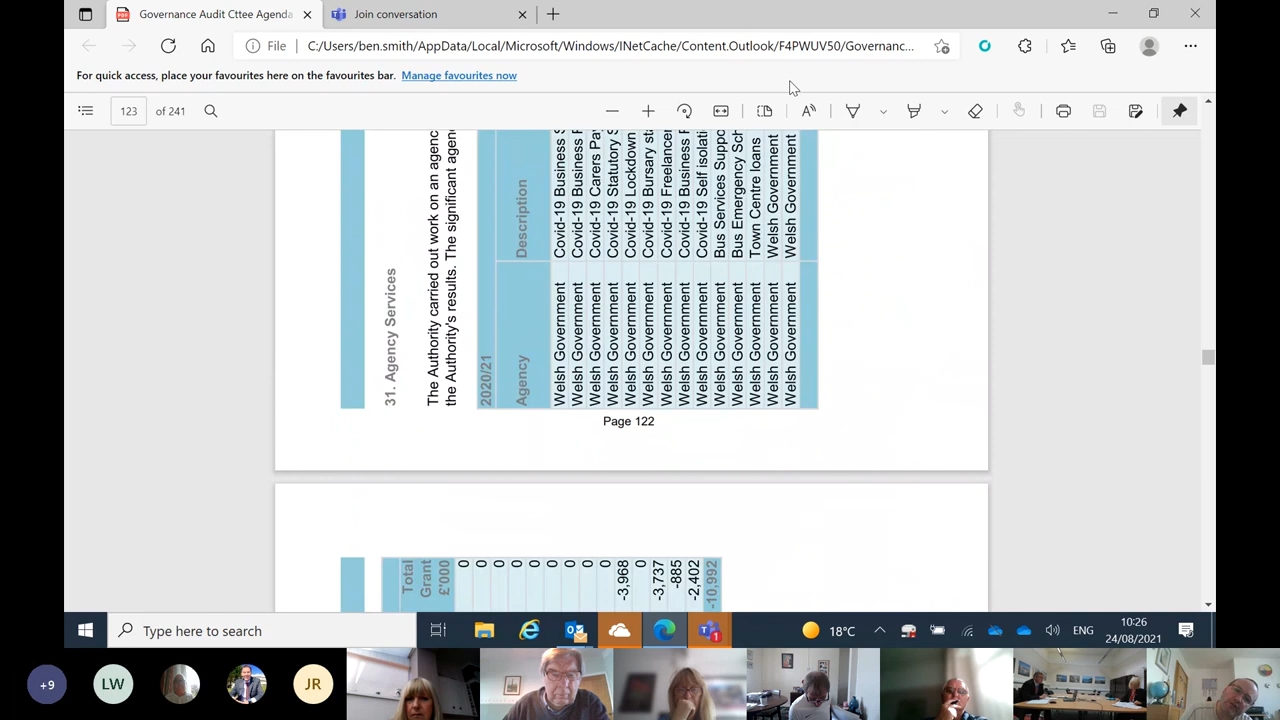 Governance Audit Cttee Agenda
Join conversation
File
C:/Users/ben.smith/AppData/Local/Microsoft/Windows/INetCache/Content.Outlook/F4PWUV50/Governanc...
For quick access, place your favourites here on the favourites bar. Manage favourites now
123 of 241
31. Agency Services
The Authority carried out work on an agenc
the Authority's results. The significant agenc
2020/21
Agency Description
Welsh Government Covid-19 Business S
Welsh Government Covid-19 Business F
Welsh Government Covid-19 Carers Pa
Welsh Government Covid-19 Statutory S
Welsh Government Covid-19 Lockdown
Welsh Government Covid-19 Bursary st
Welsh Government Covid-19 Freelancer
Welsh Government Covid-19 Business F
Welsh Government Covid-19 Self isolati
Welsh Government Bus Services Suppo
Welsh Government Bus Emergency Sch
Welsh Government Town Centre loans
Welsh Government Welsh Government
Welsh Government Welsh Government
Page 122
Total
Grant
£'000
0
0
0
0
0
0
0
0
0
-3,968
0
-3,737
-885
-2,402
-10,992
Type here to search
18°C
ENG
10:26
24/08/2021
+9
LW
JR